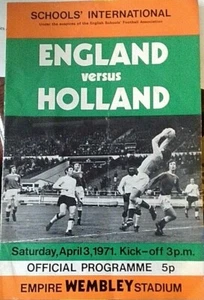 SCHOOLS' INTERNATIONAL
Under the auspices of the English Schools' Football Association
ENGLAND
versus
HOLLAND
Saturday, April 3, 1971. Kick-off 3 p.m.
OFFICIAL PROGRAMME 5p
EMPIRE WEMBLEY STADIUM